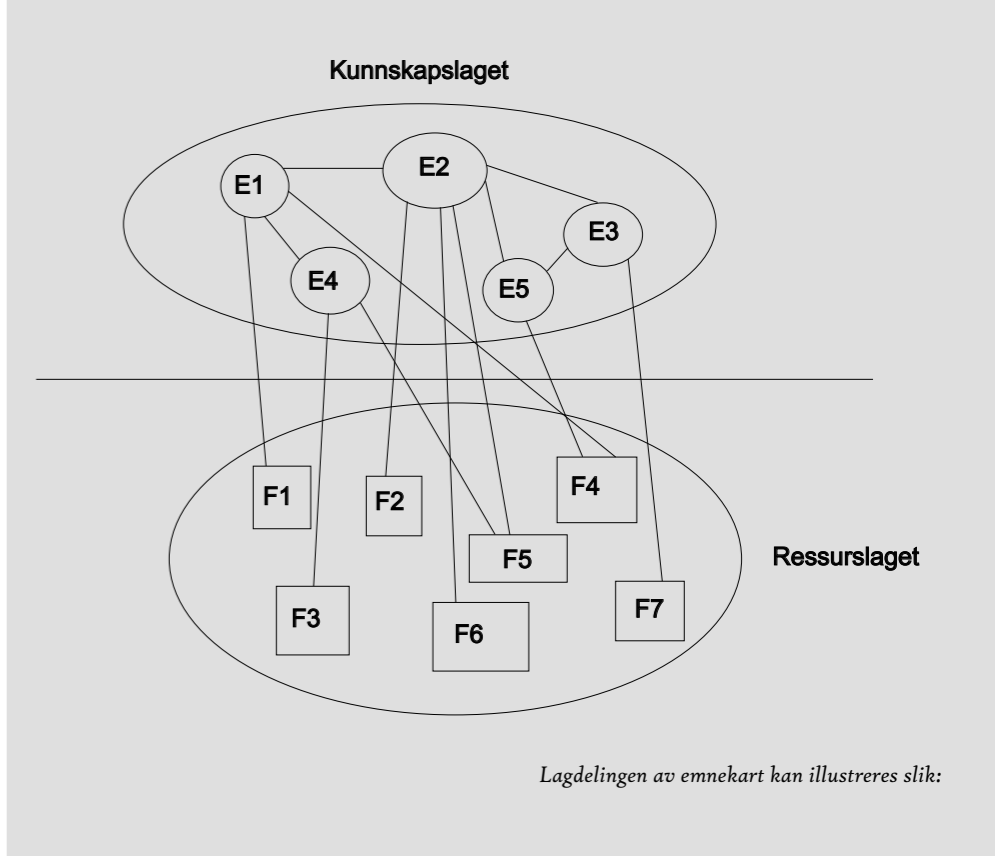 Kunnskapslaget
E1
E2
E3
E4
E5
F1
F2
F4
F5
Ressurslaget
F3
F6
F7
Lagdelingen av emnekart kan illustreres slik: